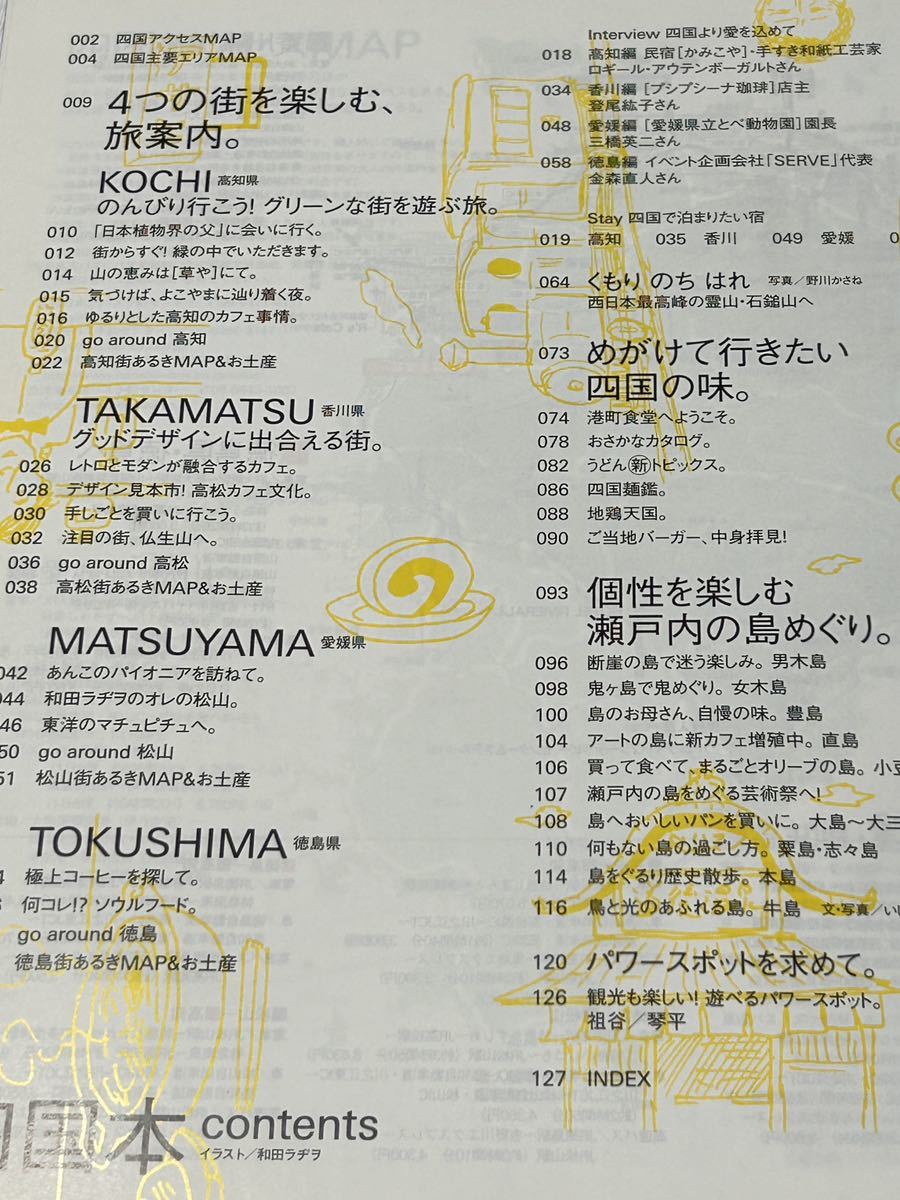 002 四国アクセスMAP
004 四国主要エリアMAP
009 4つの街を楽しむ、
旅案内。
KOCHI 高知県
のんびり行こう! グリーンな街を遊ぶ旅。
010 「日本植物界の父」に会いに行く。
012 街からすぐ! 緑の中でいただきます。
014 山の恵みは[草や]にて。
015 気づけば、よこやまに辿り着く夜。
016 ゆるりとした高知のカフェ事情。
020 go around 高知
022 高知街あるきMAP&お土産
TAKAMATSU 香川県
グッドデザインに出合える街。
026 レトロとモダンが融合するカフェ。
028 デザイン見本市! 高松カフェ文化。
030 手しごとを買いに行こう。
032 注目の街、仏生山へ。
036 go around 高松
038 高松街あるきMAP&お土産
MATSUYAMA 愛媛県
042 あんこのパイオニアを訪ねて。
044 和田ラヂヲのオレの松山。
46 東洋のマチュピチュへ。
50 go around 松山
51 松山街あるきMAP&お土産
TOKUSHIMA 徳島県
4 極上コーヒーを探して。
何コレ!? ソウルフード。
go around 徳島
徳島街あるきMAP&お土産
四国本 contents
イラスト/和田ラヂヲ
Interview 四国より愛を込めて
018 高知編 民宿[かみこや]・手すき和紙工芸家
ロギール・アウテンボーガルトさん
034 香川編 [プシプシーナ珈琲]店主
登尾紘子さん
048 愛媛編 [愛媛県立とべ動物園]園長
三橋英二さん
058 徳島編 イベント企画会社「SERVE」代表
金森直人さん
Stay 四国で泊まりたい宿
019 高知 035 香川 049 愛媛 0
064 くもり のち はれ 写真/野川かさね
西日本最高峰の霊山・石鎚山へ
073 めがけて行きたい
四国の味。
074 港町食堂へようこそ。
078 おさかなカタログ。
082 うどん㊟トピックス。
086 四国麺鑑。
088 地鶏天国。
090 ご当地バーガー、中身拝見!
093 個性を楽しむ
瀬戸内の島めぐり。
096 断崖の島で迷う楽しみ。 男木島
098 鬼ヶ島で鬼めぐり。 女木島
100 島のお母さん、自慢の味。 豊島
104 アートの島に新カフェ増殖中。 直島
106 買って食べて、まるごとオリーブの島。 小豆
107 瀬戸内の島をめぐる芸術祭へ!
108 島へおいしいパンを買いに。 大島〜大三
110 何もない島の過ごし方。 粟島・志々島
114 島をぐるり歴史散歩。 本島
116 鳥と光のあふれる島。 牛島 文・写真/いし
120 パワースポットを求めて。
126 観光も楽しい! 遊べるパワースポット。
祖谷/琴平
127 INDEX